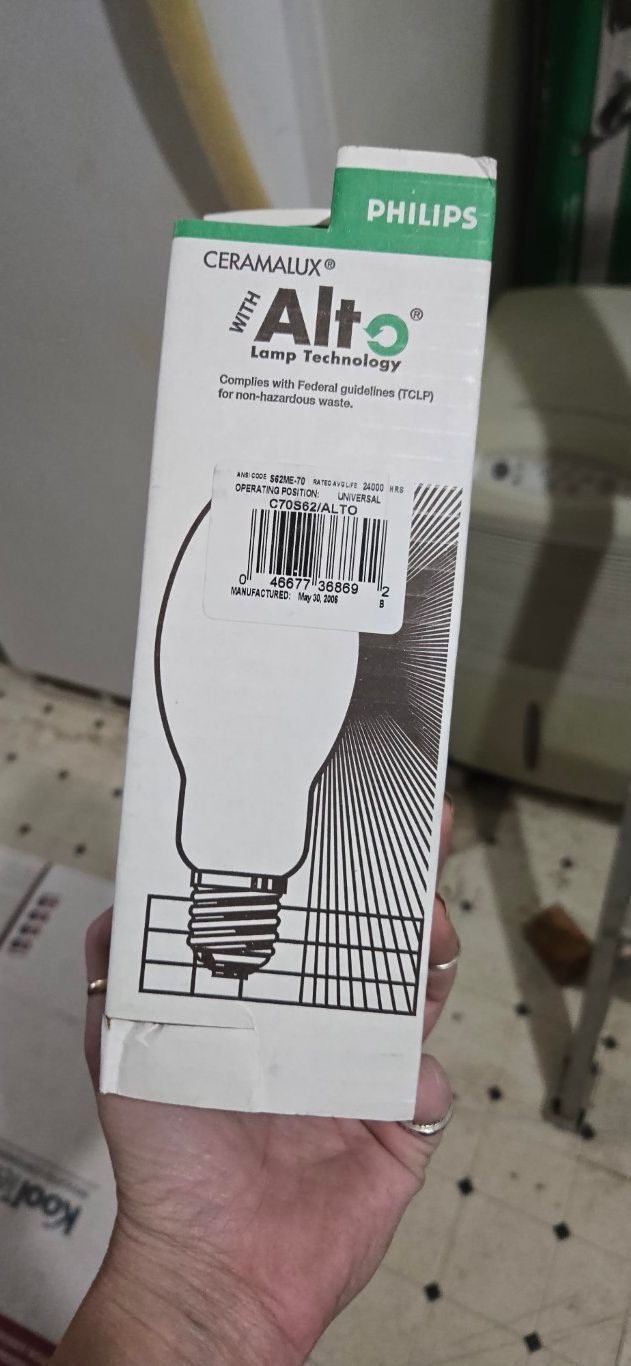 PHILIPS
CERAMALUX®
WITH Alto®
Lamp Technology
Complies with Federal guidelines (TCLP)
for non-hazardous waste.
ANSI CODE S62ME-70 RATED AVG LIFE 24000 HRS
OPERATING POSITION: UNIVERSAL
C70S62/ALTO
0 46677 36869 2
MANUFACTURED: May 30, 2006 B